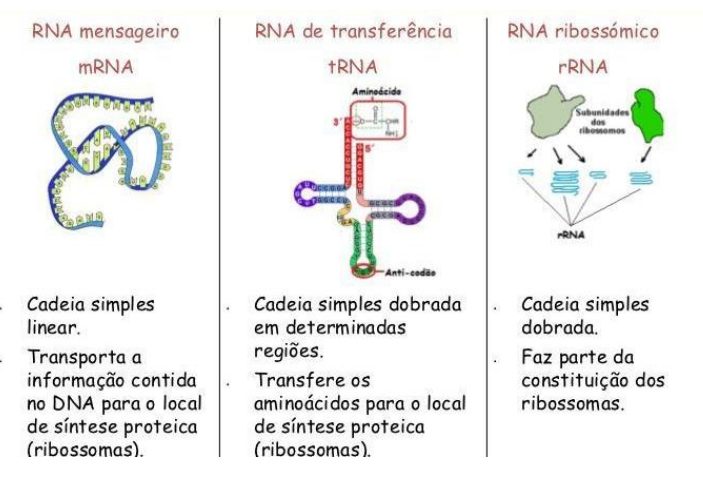 RNA mensageiro
mRNA
Cadeia simples
linear.
Transporta a
informação contida
no DNA para o local
de síntese proteica
(ribossomas).
RNA de transferência
tRNA
Aminoácido
3´
5´
Anti-codão
Cadeia simples dobrada
em determinadas
regiões.
Transfere os
aminoácidos para o local
de síntese proteica
(ribossomas).
RNA ribossómico
rRNA
Subunidades
dos
ribossomos
rRNA
Cadeia simples
dobrada.
Faz parte da
constituição dos
ribossomas.